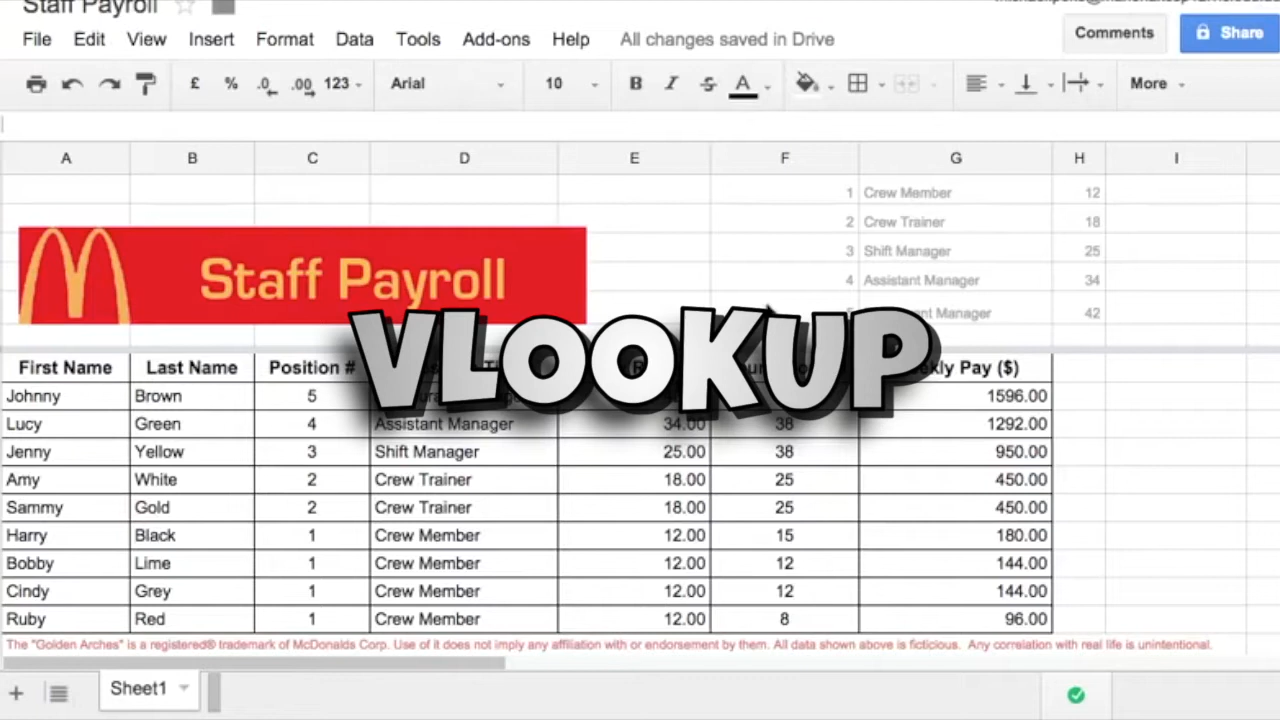 Staff Payroll
File Edit View Insert Format Data Tools Add-ons Help All changes saved in Drive
Comments
Share
£ % .0 .00 123 Arial 10 B I S A More
A B C D E F G H I
1 Crew Member 12
2 Crew Trainer 18
3 Shift Manager 25
4 Assistant Manager 34
Manager 42
Staff Payroll
VLOOKUP
First Name Last Name Position # Pay ($)
Johnny Brown 5 1596.00
Lucy Green 4 Assistant Manager 34.00 38 1292.00
Jenny Yellow 3 Shift Manager 25.00 38 950.00
Amy White 2 Crew Trainer 18.00 25 450.00
Sammy Gold 2 Crew Trainer 18.00 25 450.00
Harry Black 1 Crew Member 12.00 15 180.00
Bobby Lime 1 Crew Member 12.00 12 144.00
Cindy Grey 1 Crew Member 12.00 12 144.00
Ruby Red 1 Crew Member 12.00 8 96.00
The "Golden Arches" is a registered® trademark of McDonalds Corp. Use of it does not imply any affiliation with or endorsement by them. All data shown above is ficticious. Any correlation with real life is unintentional.
+ Sheet1